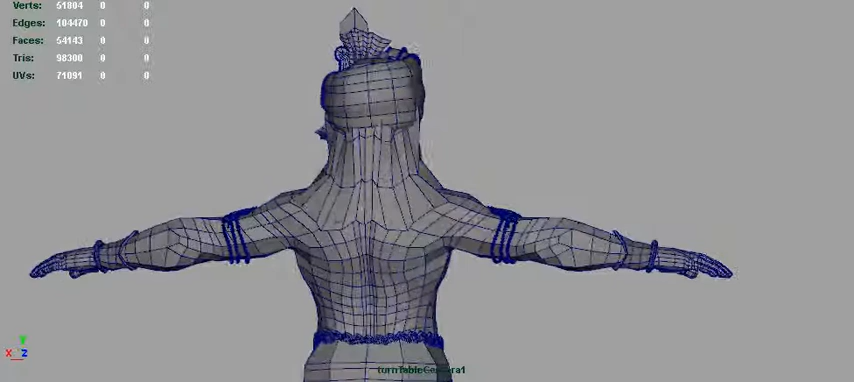 Verts: 51804 0 0
Edges: 104470 0 0
Faces: 54143 0 0
Tris: 98300 0 0
UVs: 71091 0 0
Y
X Z
turnTableCamera1